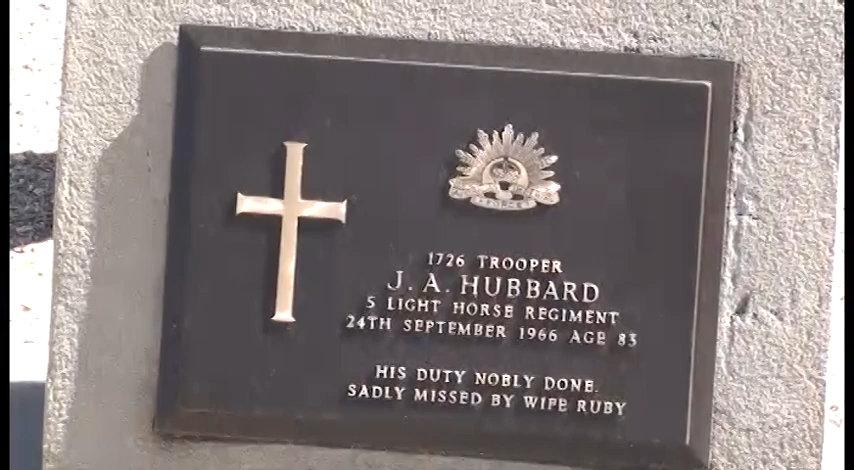 1726 TROOPER
J. A. HUBBARD
5 LIGHT HORSE REGIMENT
24TH SEPTEMBER 1966 AGE 83
HIS DUTY NOBLY DONE.
SADLY MISSED BY WIFE RUBY